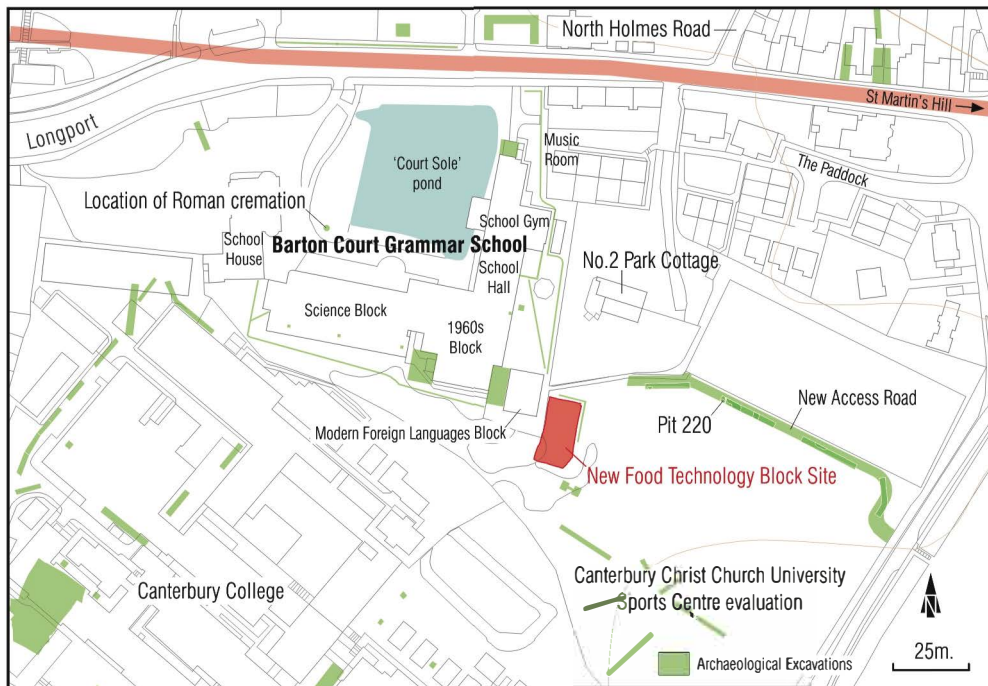 North Holmes Road
St Martin's Hill
Longport
Music
Room
The Paddock
'Court Sole'
pond
Location of Roman cremation
School Gym
Barton Court Grammar School
School
House
School
Hall
No.2 Park Cottage
Science Block
1960s
Block
New Access Road
Pit 220
Modern Foreign Languages Block
New Food Technology Block Site
Canterbury Christ Church University
Sports Centre evaluation
Canterbury College
N
25m.
Archaeological Excavations